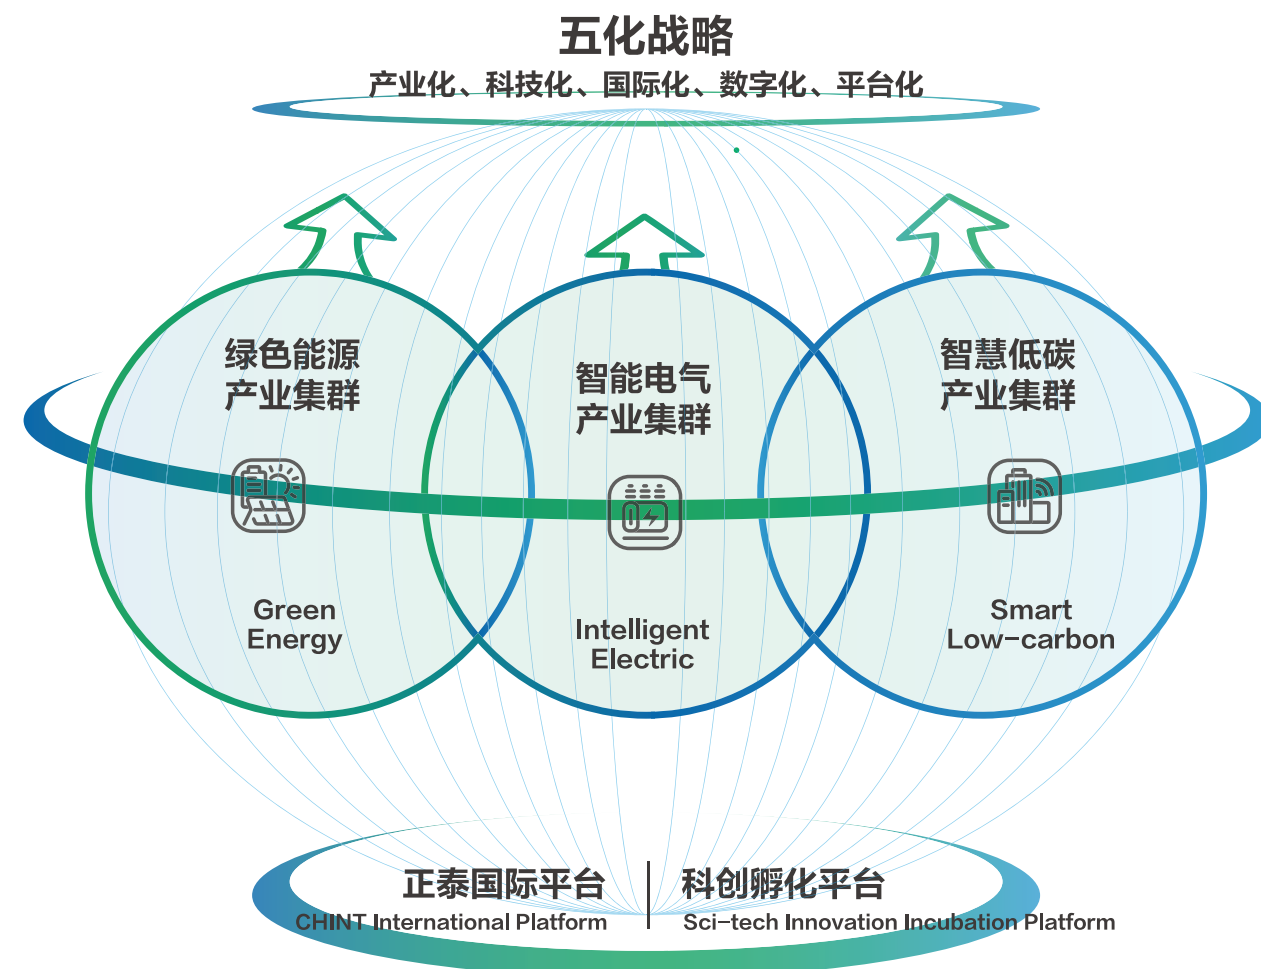 五化战略
产业化、科技化、国际化、数字化、平台化
绿色能源
产业集群
Green
Energy
智能电气
产业集群
Intelligent
Electric
智慧低碳
产业集群
Smart
Low-carbon
正泰国际平台
CHINT International Platform
科创孵化平台
Sci-tech Innovation Incubation Platform